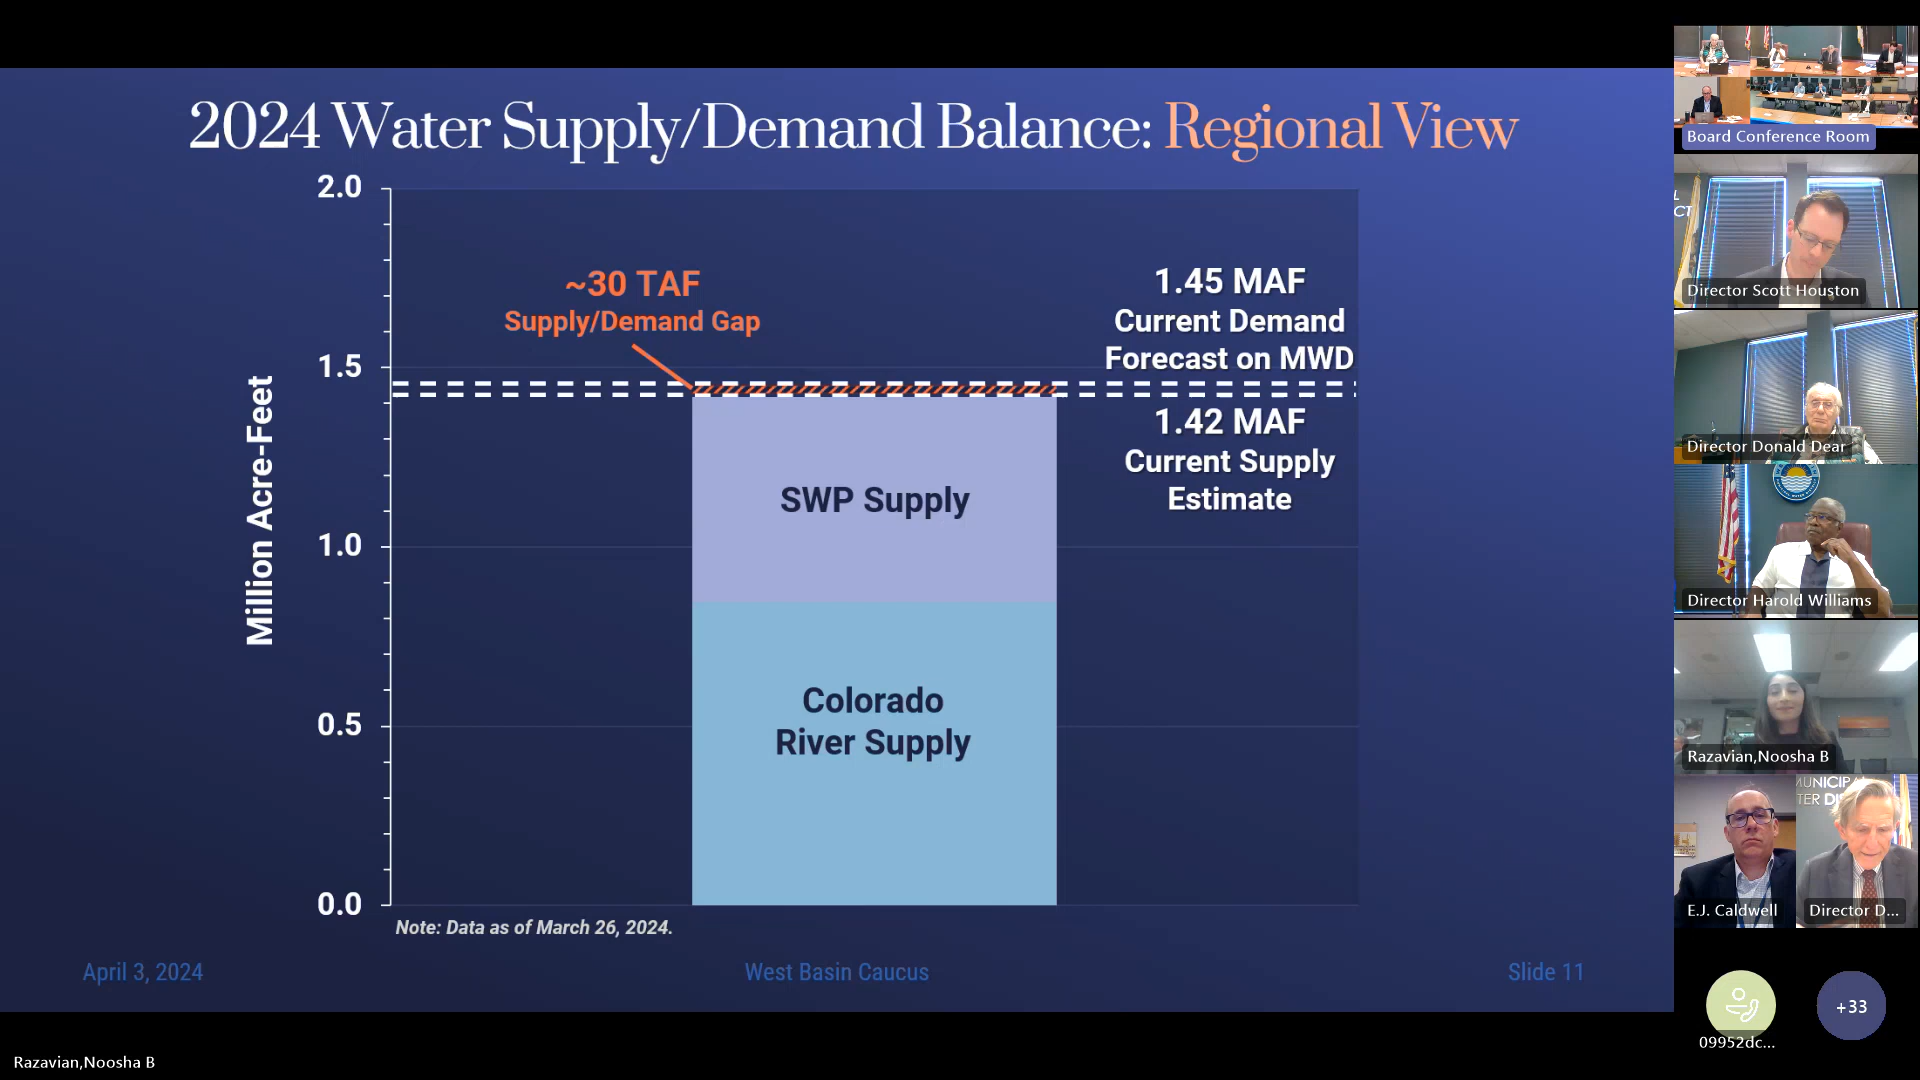 2024 Water Supply/Demand Balance: Regional View
2.0
1.5
1.0
0.5
0.0
Million Acre-Feet
~30 TAF
Supply/Demand Gap
1.45 MAF
Current Demand
Forecast on MWD
1.42 MAF
Current Supply
Estimate
SWP Supply
Colorado
River Supply
Note: Data as of March 26, 2024.
April 3, 2024
West Basin Caucus
Slide 11
Razavian,Noosha B
Board Conference Room
Director Scott Houston
Director Donald Dear
Director Harold Williams
Razavian,Noosha B
E.J. Caldwell
Director D...
09952dc...
+33